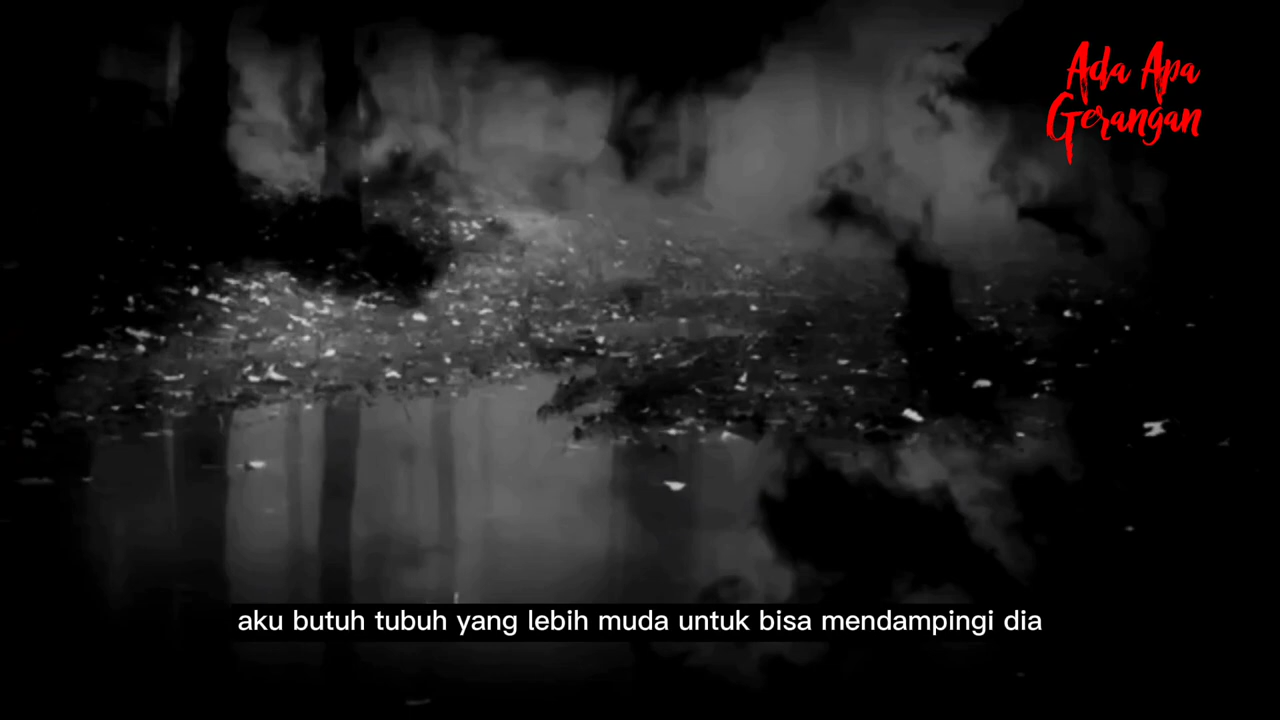 Ada Apa
Gerangan
aku butuh tubuh yang lebih muda untuk bisa mendampingi dia